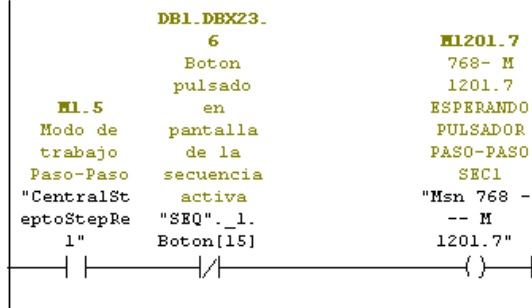 DB1.DBX23.
6
Boton
pulsado
en
pantalla
de la
secuencia
activa
"SEQ"._1.
Boton[15]
M1.5
Modo de
trabajo
Paso-Paso
"CentralSt
eptoStepRe
l"
M1201.7
768- M
1201.7
ESPERANDO
PULSADOR
PASO-PASO
SEC1
"Msn 768 -
-- M
1201.7"